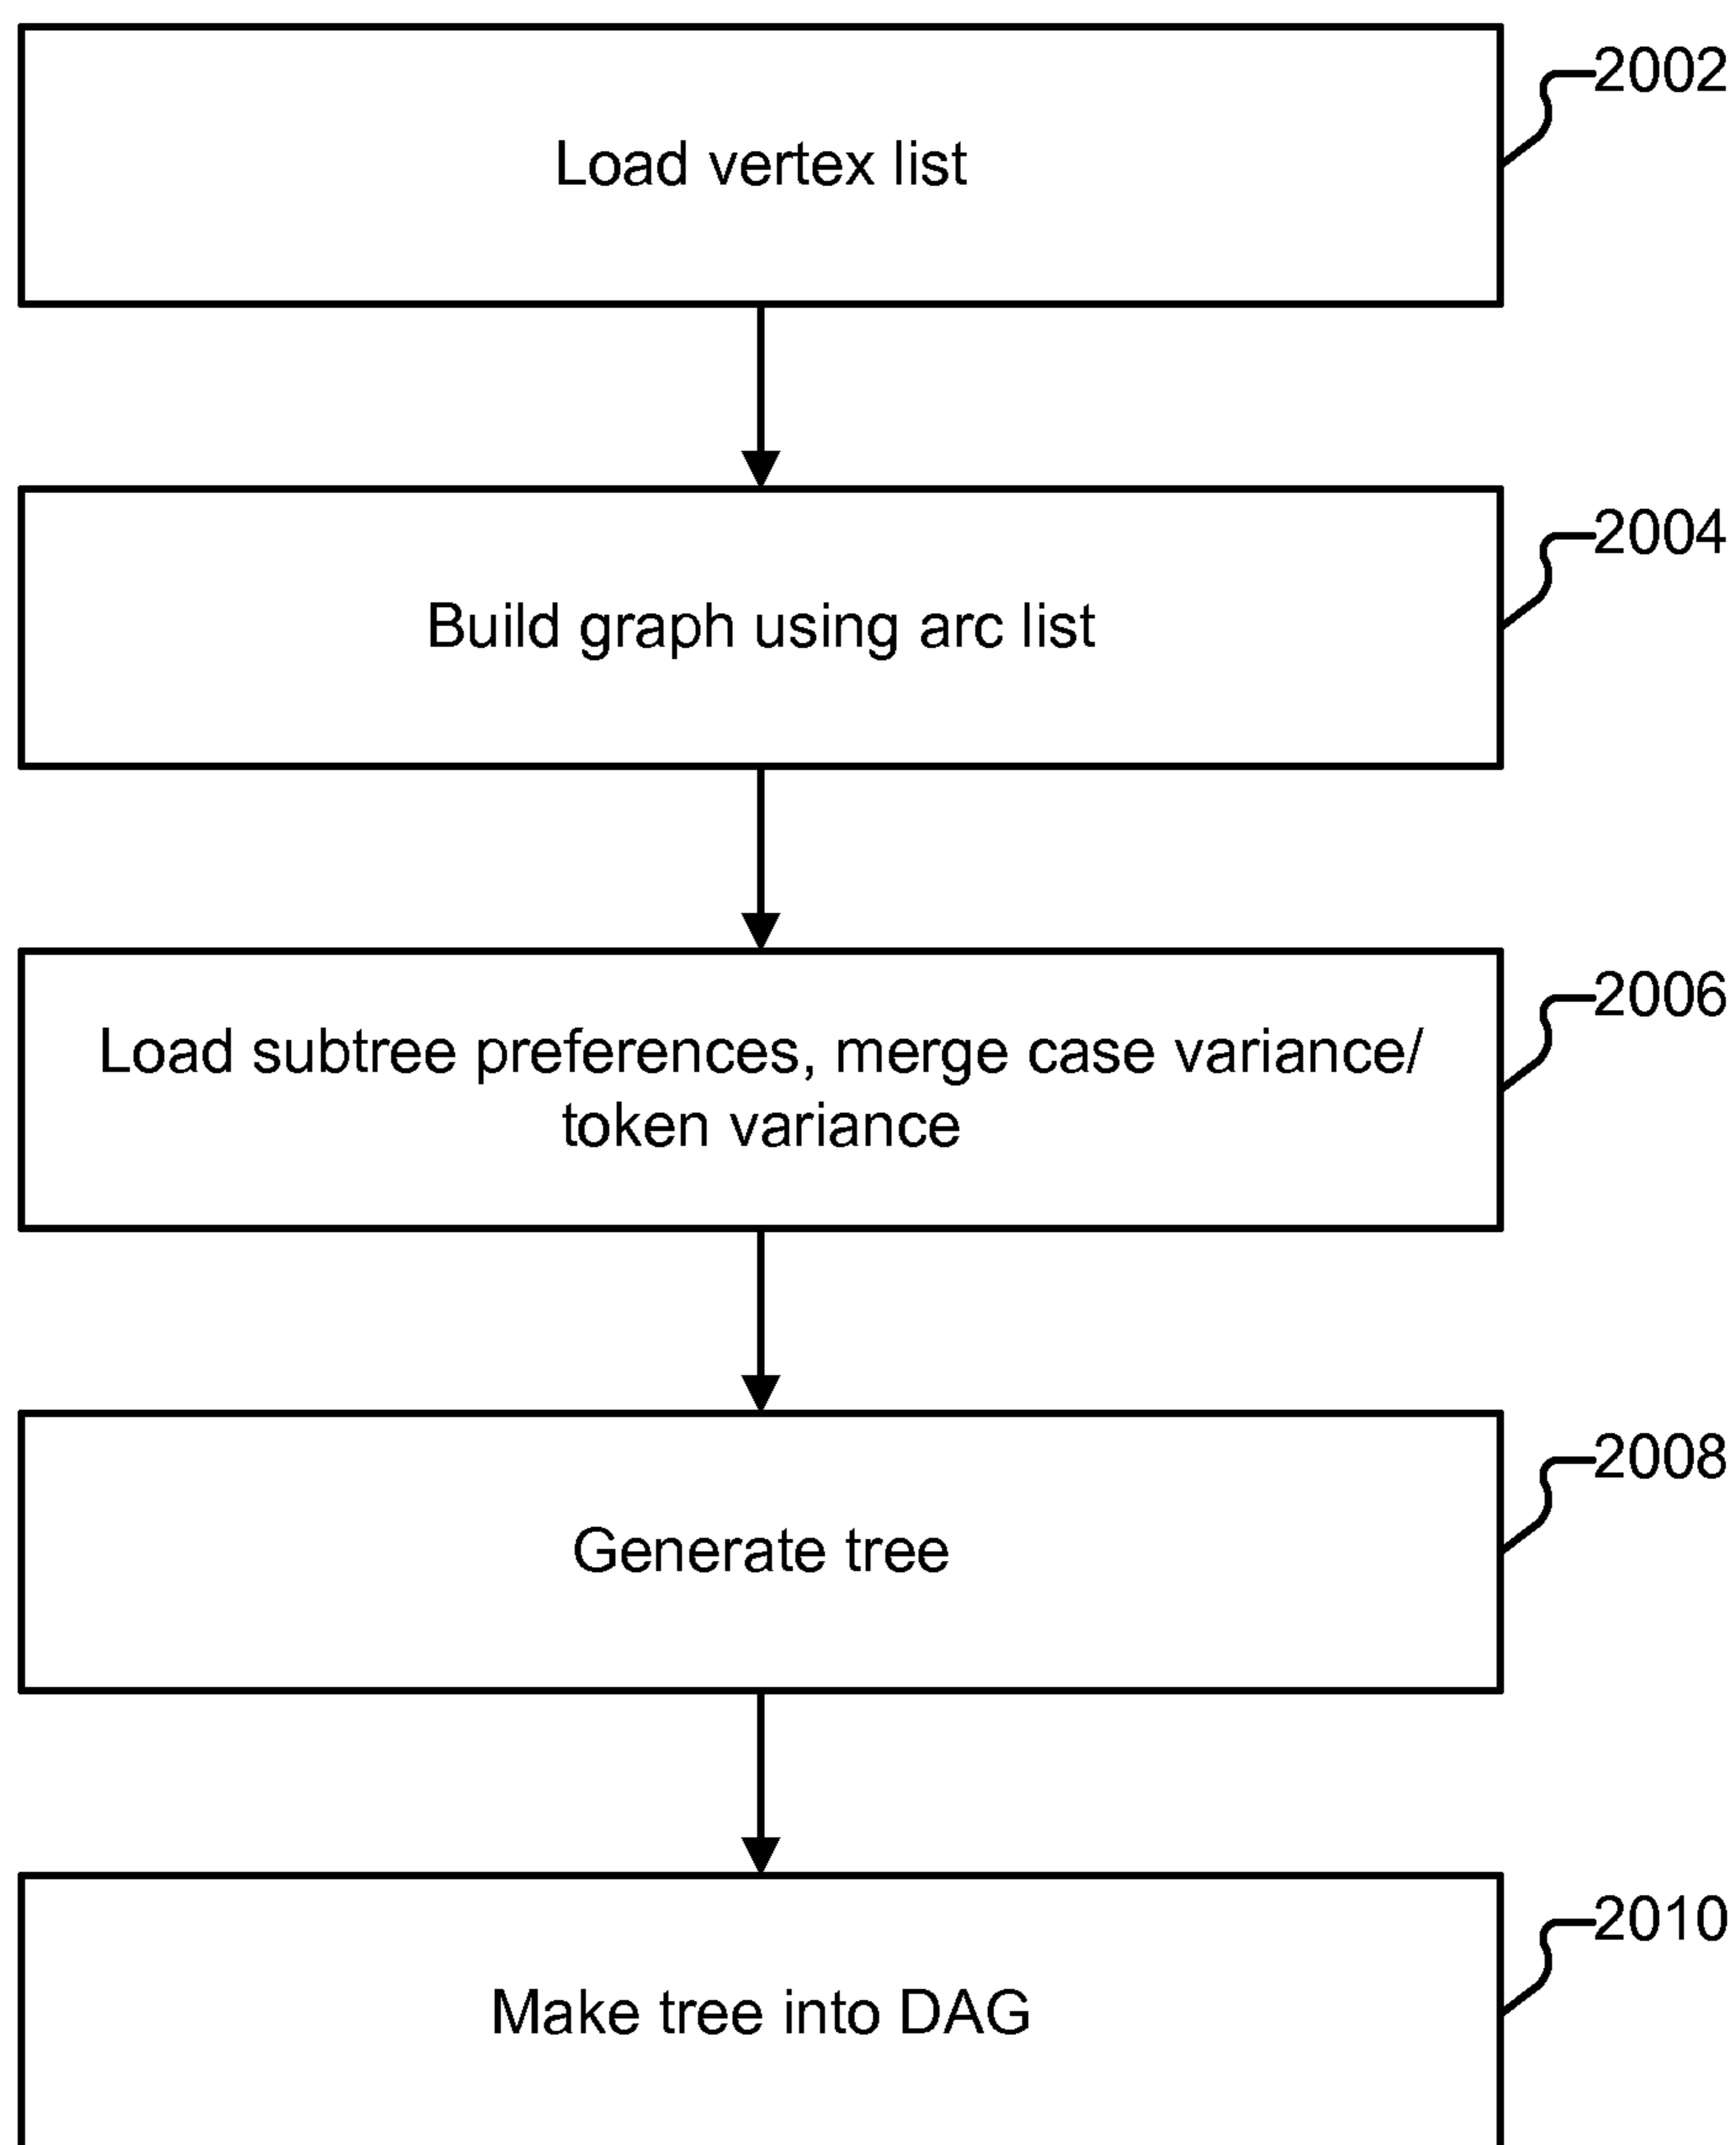 2002
Load vertex list
2004
Build graph using arc list
2006
Load subtree preferences, merge case variance/
token variance
2008
Generate tree
2010
Make tree into DAG